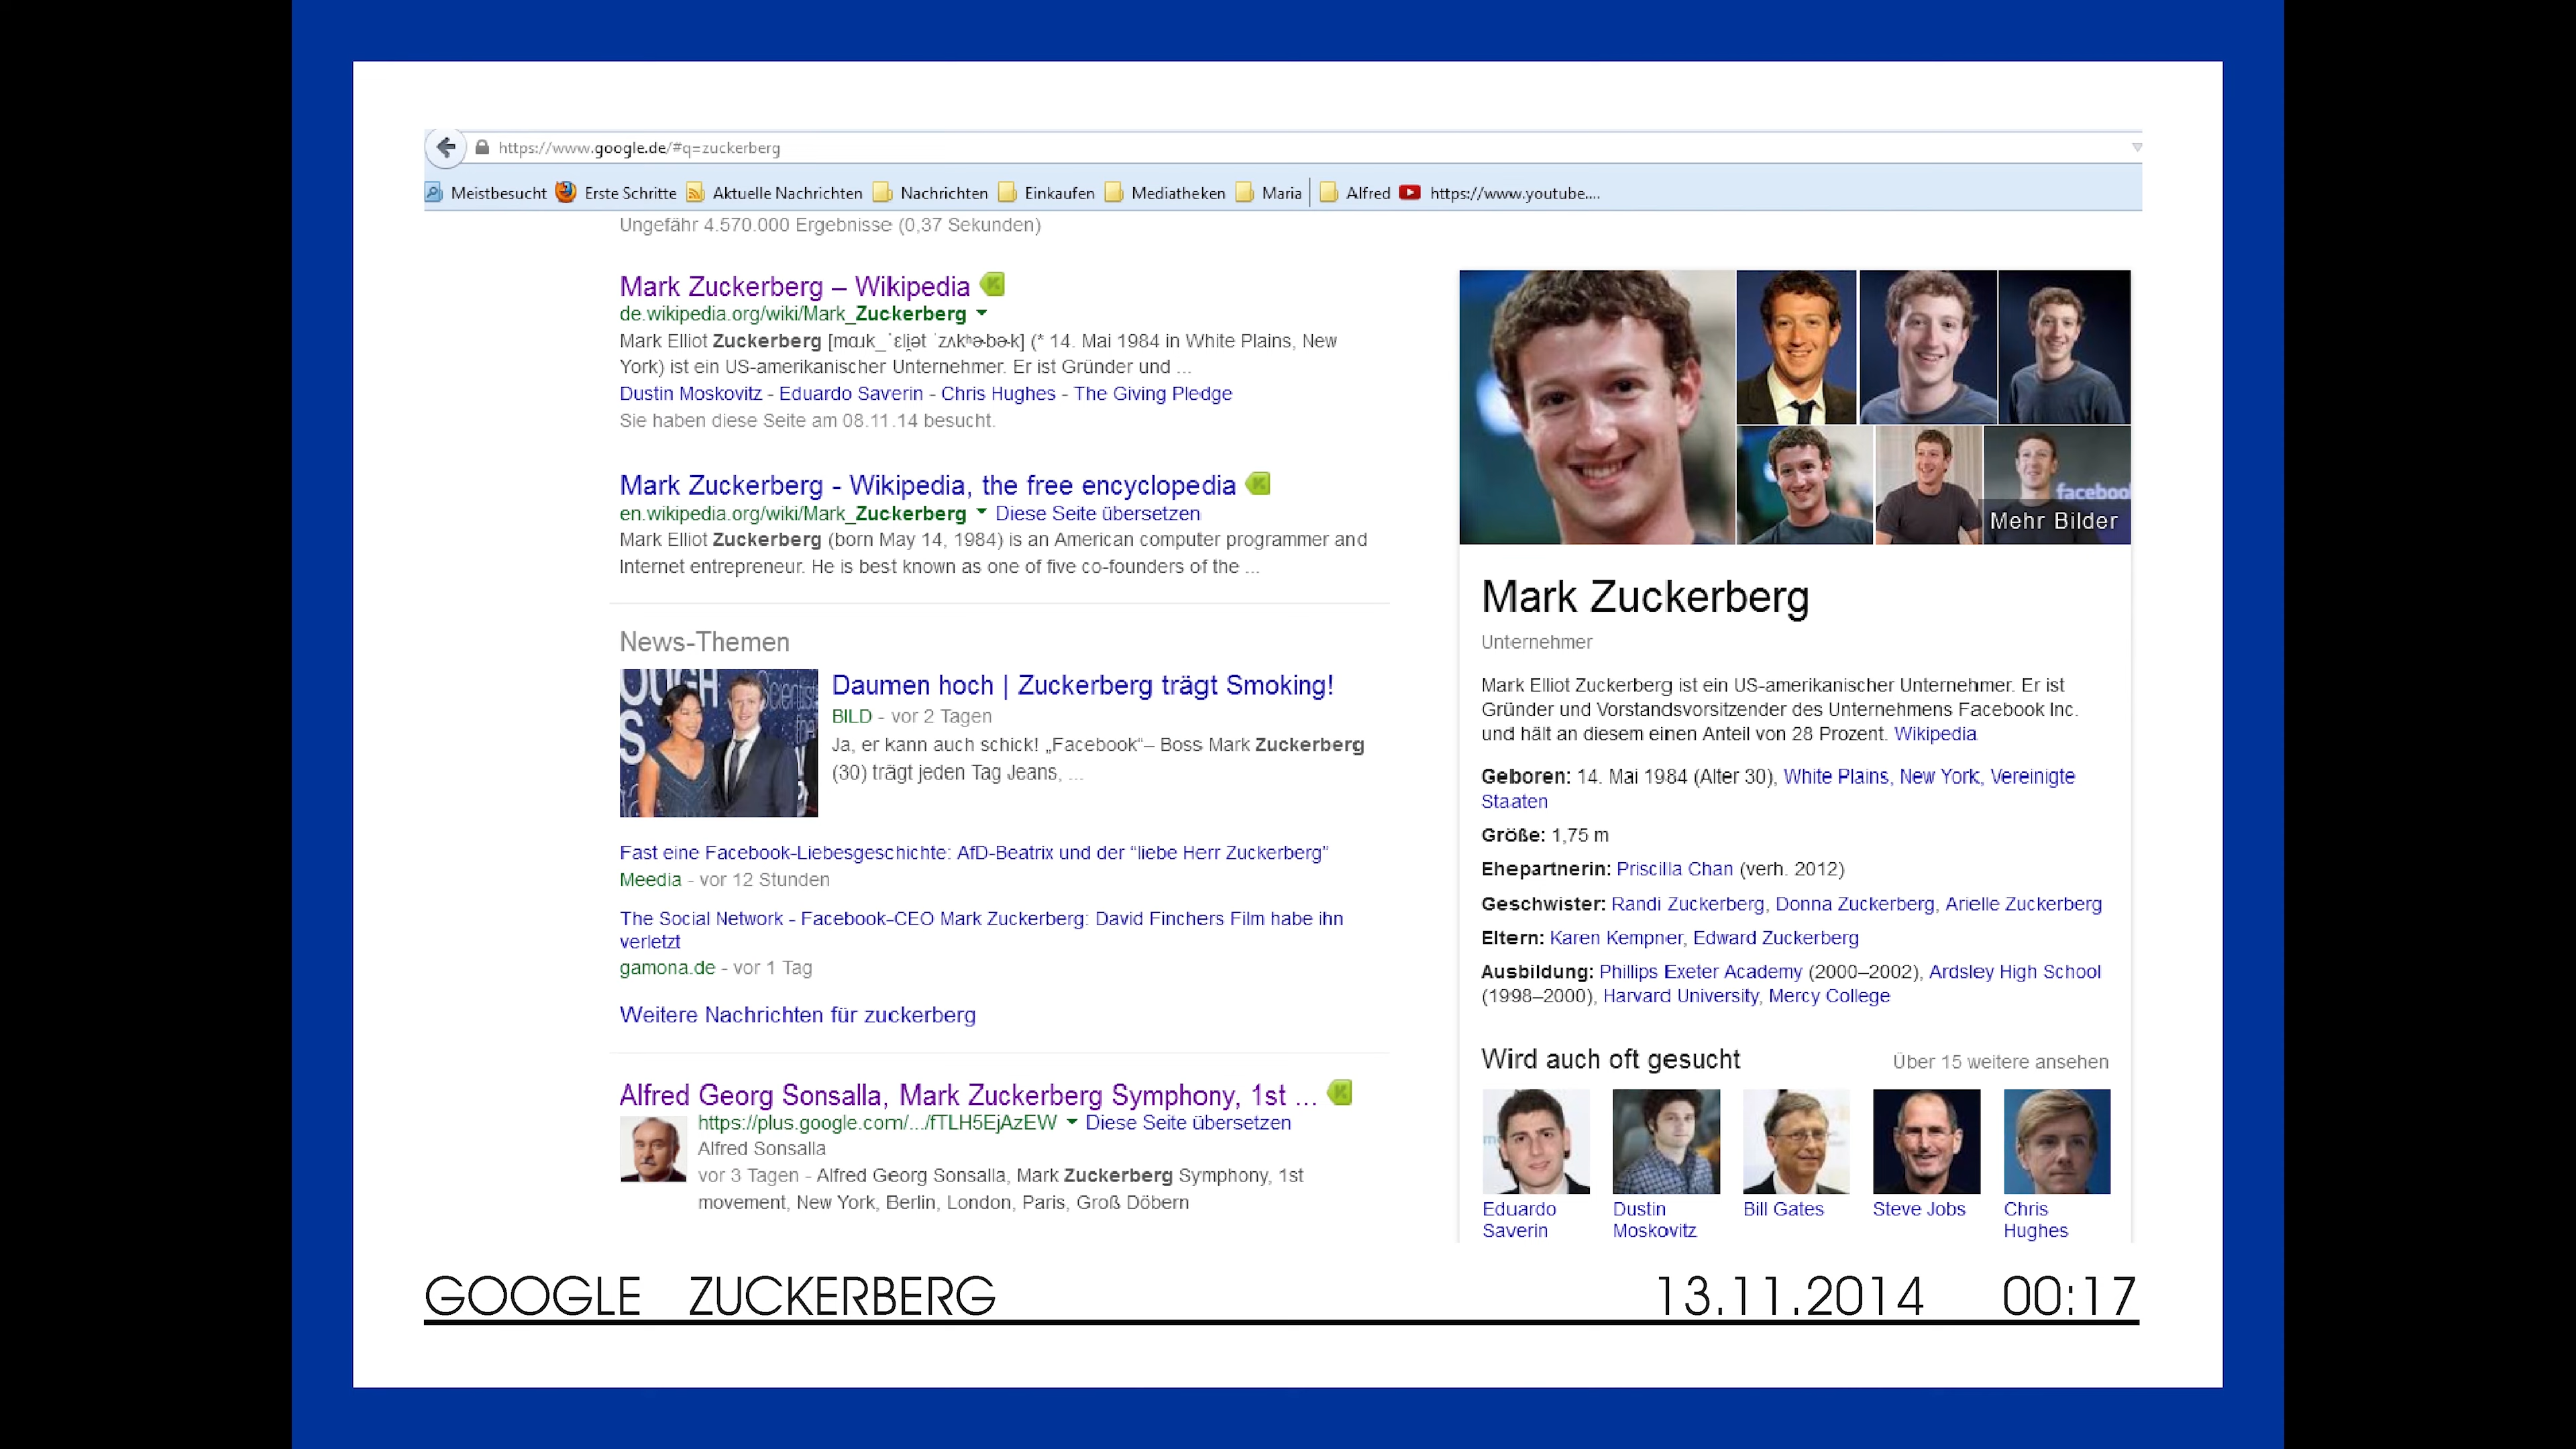 https://www.google.de/#q=zuckerberg
Meistbesucht Erste Schritte Aktuelle Nachrichten Nachrichten Einkaufen Mediatheken Maria Alfred https://www.youtube....
Ungefähr 4.570.000 Ergebnisse (0,37 Sekunden)
Mark Zuckerberg – Wikipedia
de.wikipedia.org/wiki/Mark_Zuckerberg
Mark Elliot Zuckerberg (* 14. Mai 1984 in White Plains, New
York) ist ein US-amerikanischer Unternehmer. Er ist Gründer und ...
Dustin Moskovitz - Eduardo Saverin - Chris Hughes - The Giving Pledge
Sie haben diese Seite am 08.11.14 besucht.
Mark Zuckerberg - Wikipedia, the free encyclopedia
en.wikipedia.org/wiki/Mark_Zuckerberg Diese Seite übersetzen
Mark Elliot Zuckerberg (born May 14, 1984) is an American computer programmer and
Internet entrepreneur. He is best known as one of five co-founders of the ...
News-Themen
Daumen hoch | Zuckerberg trägt Smoking!
BILD - vor 2 Tagen
Ja, er kann auch schick! „Facebook“– Boss Mark Zuckerberg
(30) trägt jeden Tag Jeans, ...
Fast eine Facebook-Liebesgeschichte: AfD-Beatrix und der “liebe Herr Zuckerberg”
Meedia - vor 12 Stunden
The Social Network - Facebook-CEO Mark Zuckerberg: David Finchers Film habe ihn
verletzt
gamona.de - vor 1 Tag
Weitere Nachrichten für zuckerberg
Alfred Georg Sonsalla, Mark Zuckerberg Symphony, 1st ...
https://plus.google.com/.../fTLH5EjAzEW Diese Seite übersetzen
Alfred Sonsalla
vor 3 Tagen - Alfred Georg Sonsalla, Mark Zuckerberg Symphony, 1st
movement, New York, Berlin, London, Paris, Groß Döbern
Mehr Bilder
Mark Zuckerberg
Unternehmer
Mark Elliot Zuckerberg ist ein US-amerikanischer Unternehmer. Er ist
Gründer und Vorstandsvorsitzender des Unternehmens Facebook Inc.
und hält an diesem einen Anteil von 28 Prozent. Wikipedia
Geboren: 14. Mai 1984 (Alter 30), White Plains, New York, Vereinigte
Staaten
Größe: 1,75 m
Ehepartnerin: Priscilla Chan (verh. 2012)
Geschwister: Randi Zuckerberg, Donna Zuckerberg, Arielle Zuckerberg
Eltern: Karen Kempner, Edward Zuckerberg
Ausbildung: Phillips Exeter Academy (2000–2002), Ardsley High School
(1998–2000), Harvard University, Mercy College
Wird auch oft gesucht Über 15 weitere ansehen
Eduardo Saverin
Dustin Moskovitz
Bill Gates
Steve Jobs
Chris Hughes
GOOGLE ZUCKERBERG 13.11.2014 00:17